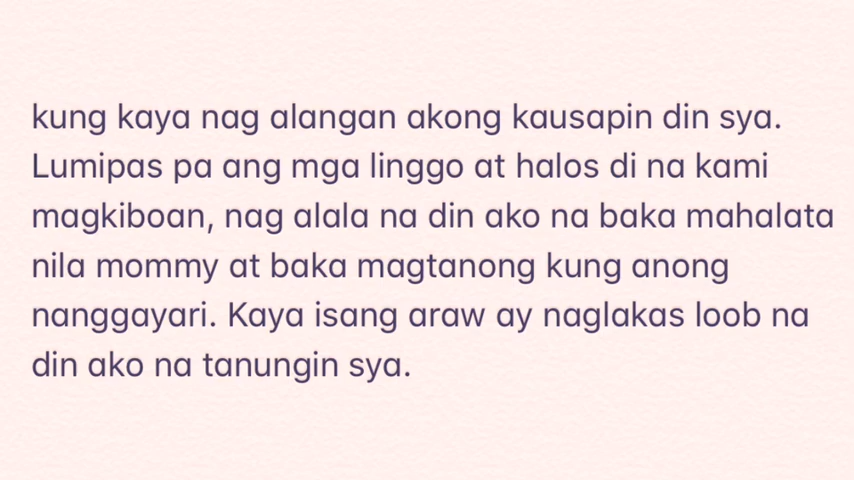 kung kaya nag alangan akong kausapin din sya.
Lumipas pa ang mga linggo at halos di na kami
magkiboan, nag alala na din ako na baka mahalata
nila mommy at baka magtanong kung anong
nanggayari. Kaya isang araw ay naglakas loob na
din ako na tanungin sya.